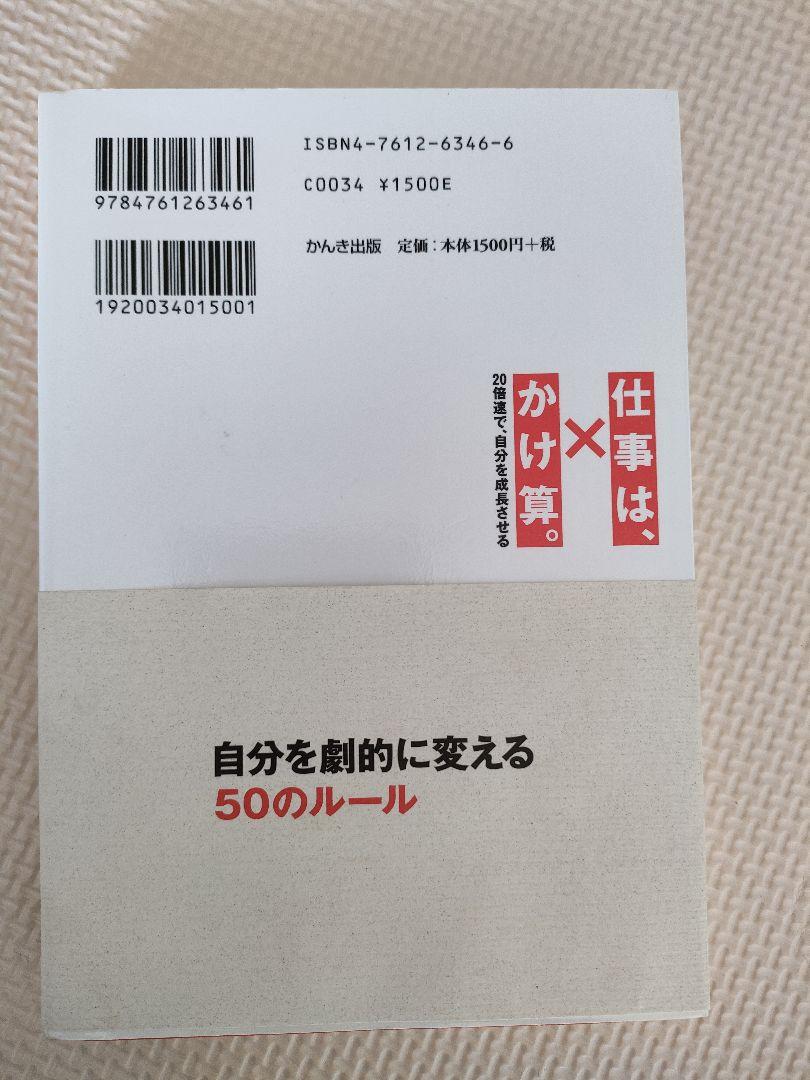 ISBN4-7612-6346-6
C0034 ¥1500E
9784761263461
かんき出版 定価:本体1500円+税
1920034015001
仕事は、
×
かけ算。
20倍速で、自分を成長させる
自分を劇的に変える
50のルール